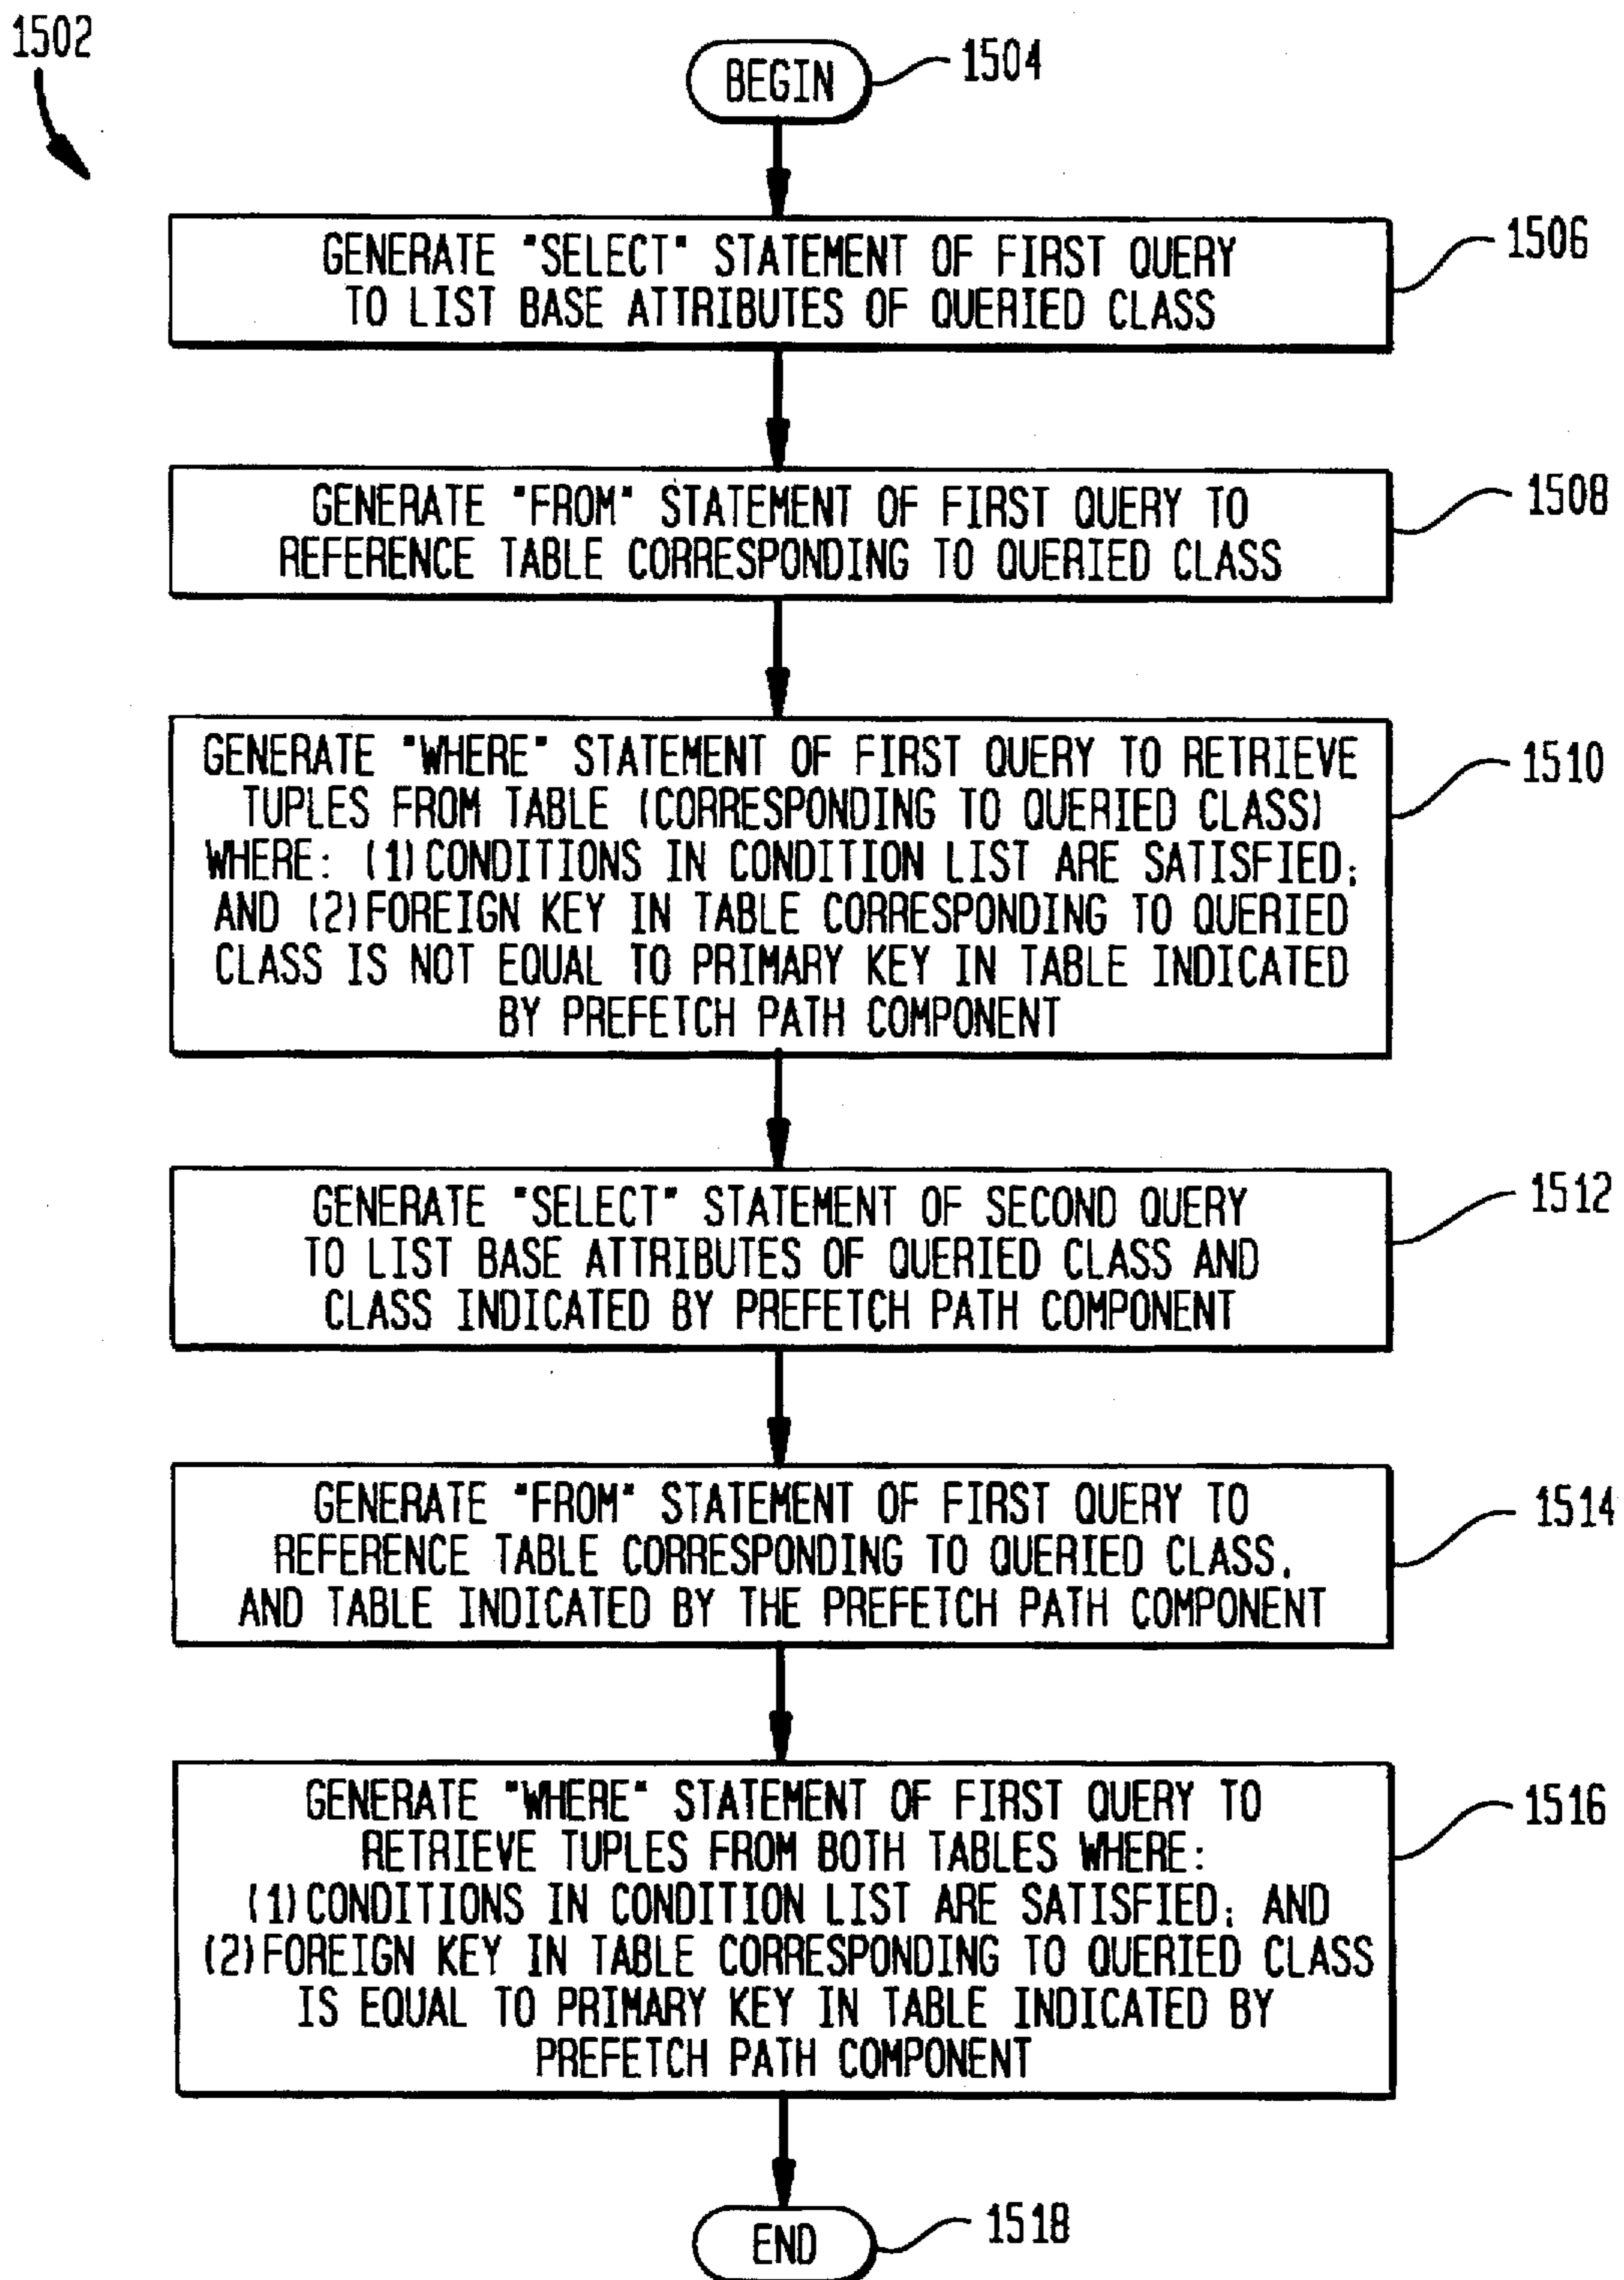 1502
BEGIN
1504
GENERATE "SELECT" STATEMENT OF FIRST QUERY
TO LIST BASE ATTRIBUTES OF QUERIED CLASS
1506
GENERATE "FROM" STATEMENT OF FIRST QUERY TO
REFERENCE TABLE CORRESPONDING TO QUERIED CLASS
1508
GENERATE "WHERE" STATEMENT OF FIRST QUERY TO RETRIEVE
TUPLES FROM TABLE (CORRESPONDING TO QUERIED CLASS)
WHERE: (1) CONDITIONS IN CONDITION LIST ARE SATISFIED;
AND (2) FOREIGN KEY IN TABLE CORRESPONDING TO QUERIED
CLASS IS NOT EQUAL TO PRIMARY KEY IN TABLE INDICATED
BY PREFETCH PATH COMPONENT
1510
GENERATE "SELECT" STATEMENT OF SECOND QUERY
TO LIST BASE ATTRIBUTES OF QUERIED CLASS AND
CLASS INDICATED BY PREFETCH PATH COMPONENT
1512
GENERATE "FROM" STATEMENT OF FIRST QUERY TO
REFERENCE TABLE CORRESPONDING TO QUERIED CLASS,
AND TABLE INDICATED BY THE PREFETCH PATH COMPONENT
1514
GENERATE "WHERE" STATEMENT OF FIRST QUERY TO
RETRIEVE TUPLES FROM BOTH TABLES WHERE:
(1) CONDITIONS IN CONDITION LIST ARE SATISFIED; AND
(2) FOREIGN KEY IN TABLE CORRESPONDING TO QUERIED CLASS
IS EQUAL TO PRIMARY KEY IN TABLE INDICATED BY
PREFETCH PATH COMPONENT
1516
END
1518